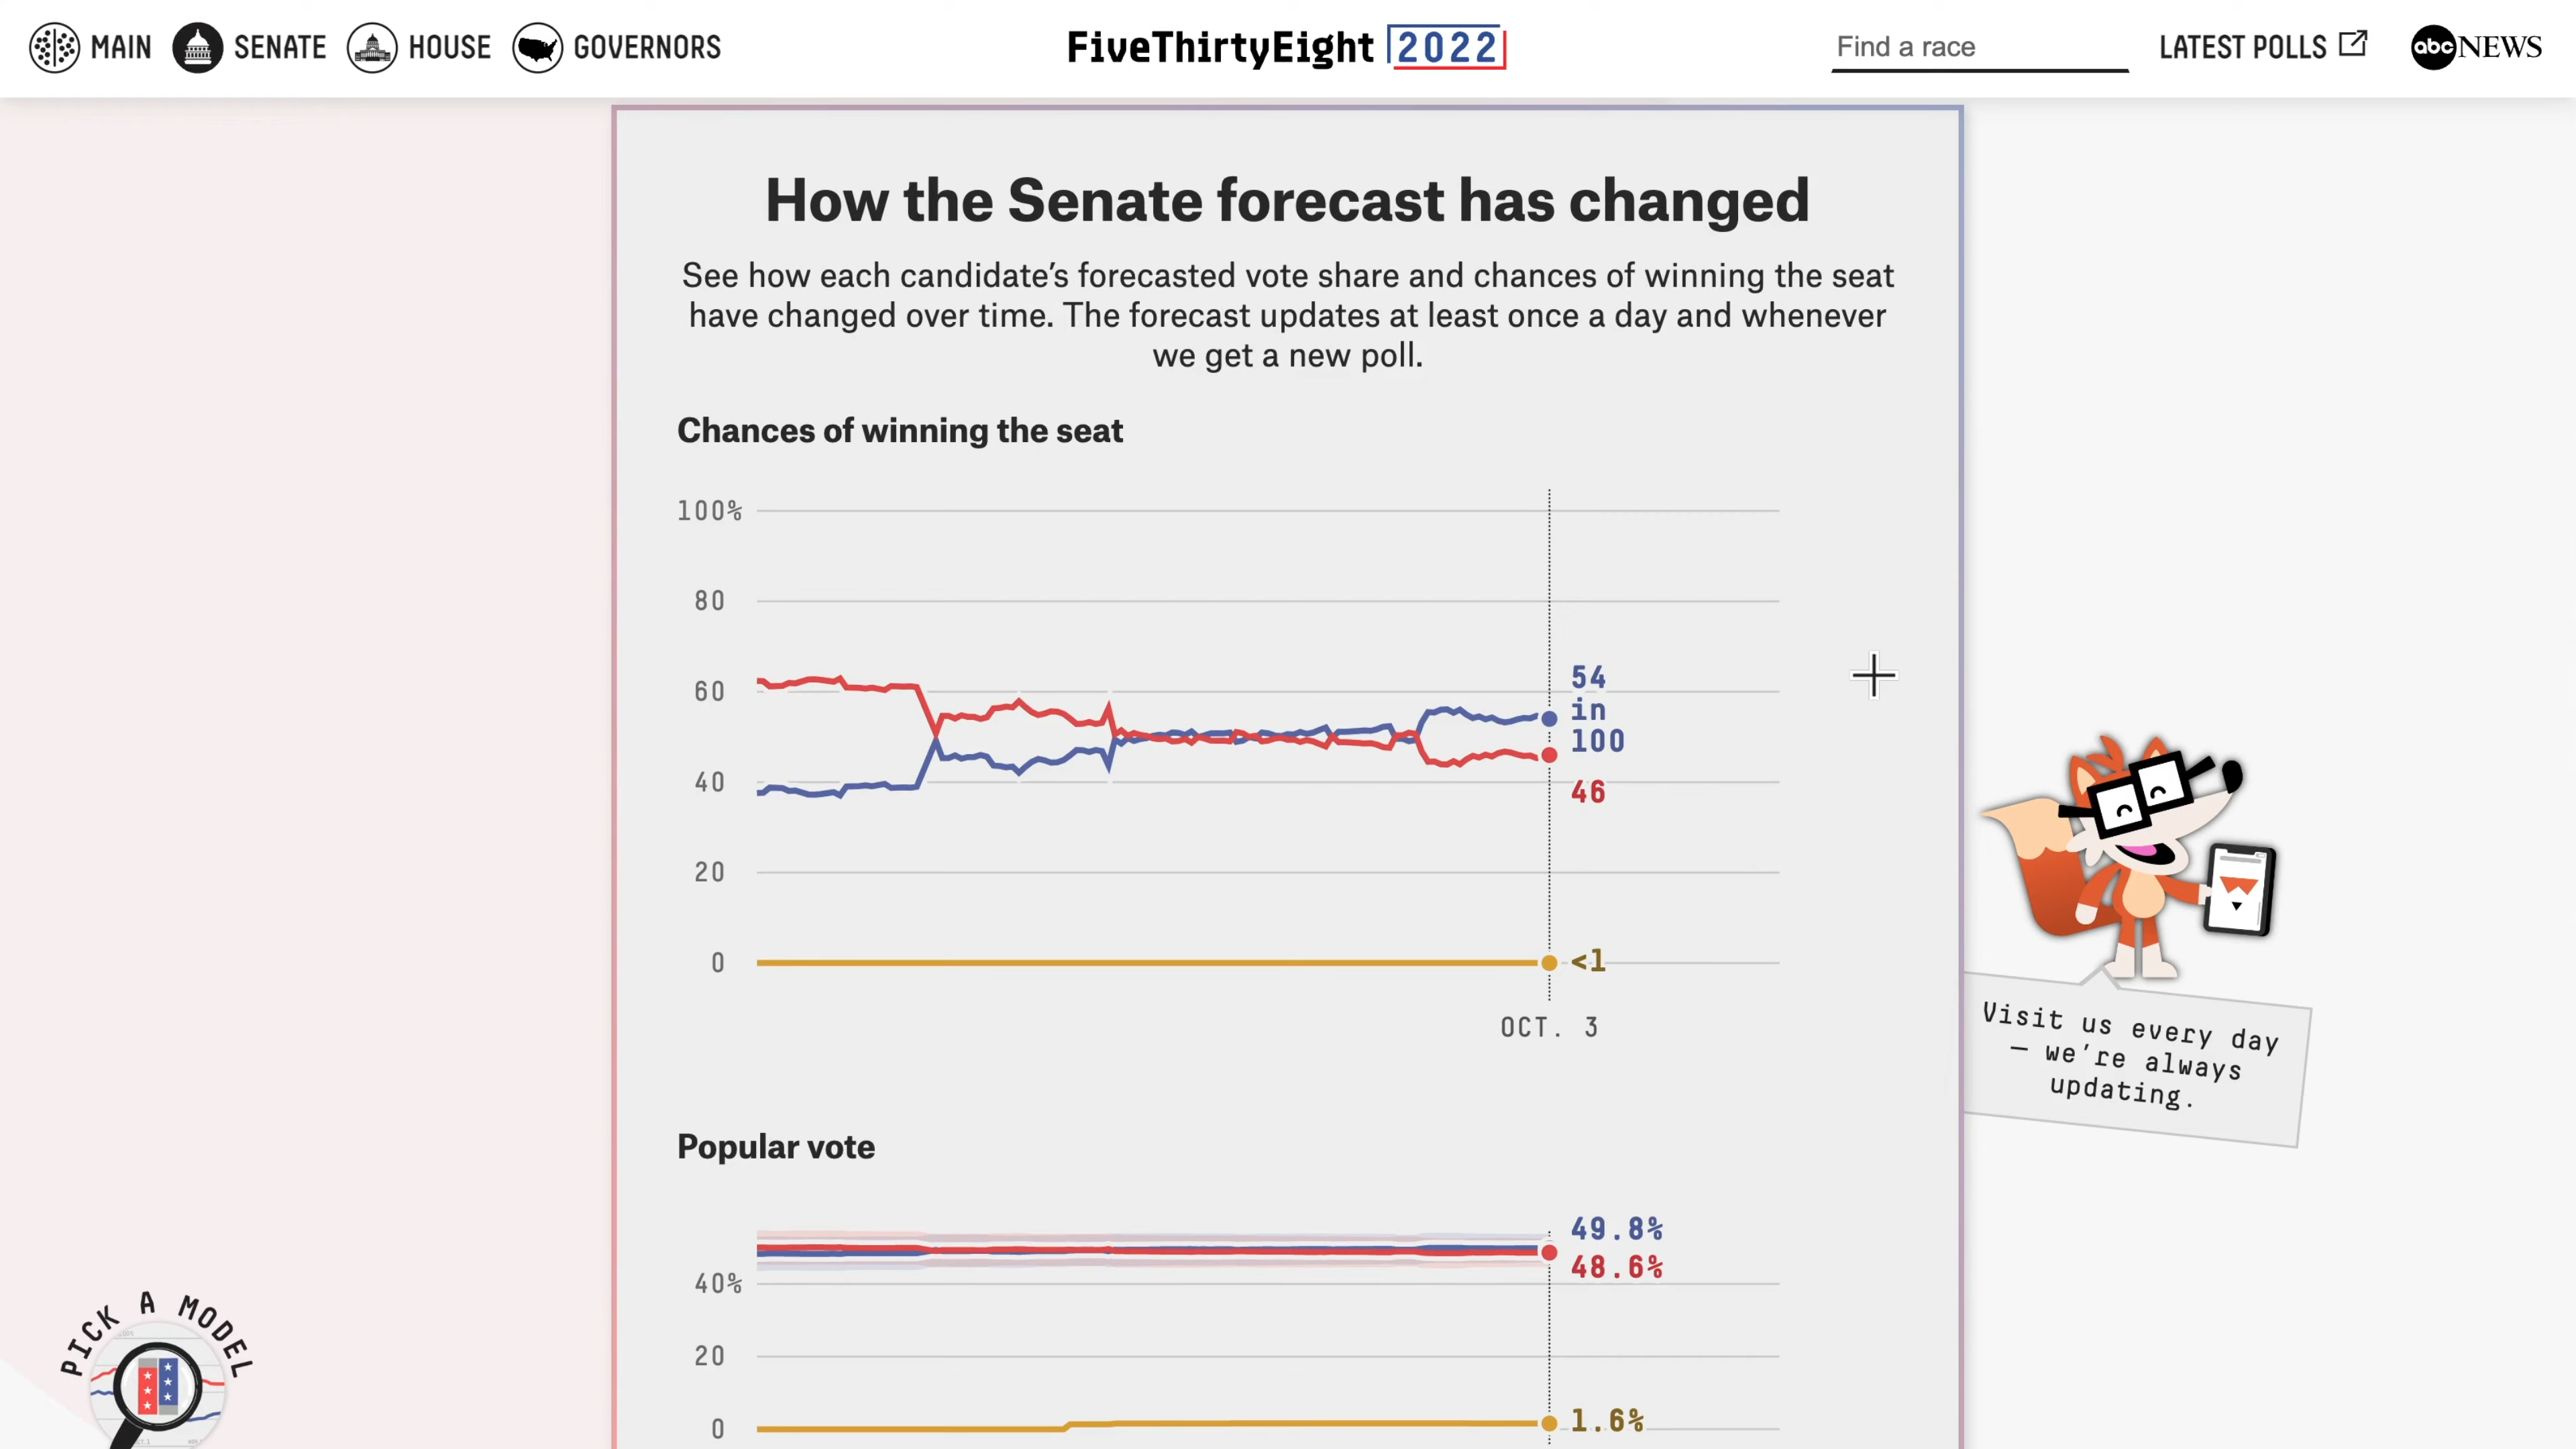 MAIN SENATE HOUSE GOVERNORS FiveThirtyEight 2022 Find a race LATEST POLLS abc NEWS
How the Senate forecast has changed
See how each candidate’s forecasted vote share and chances of winning the seat
have changed over time. The forecast updates at least once a day and whenever
we get a new poll.
Chances of winning the seat
100%
80
60
40
20
0
54
in
100
46
<1
OCT. 3
Visit us every day
— we’re always
updating.
Popular vote
49.8%
48.6%
40%
20
0
1.6%
PICK A MODEL